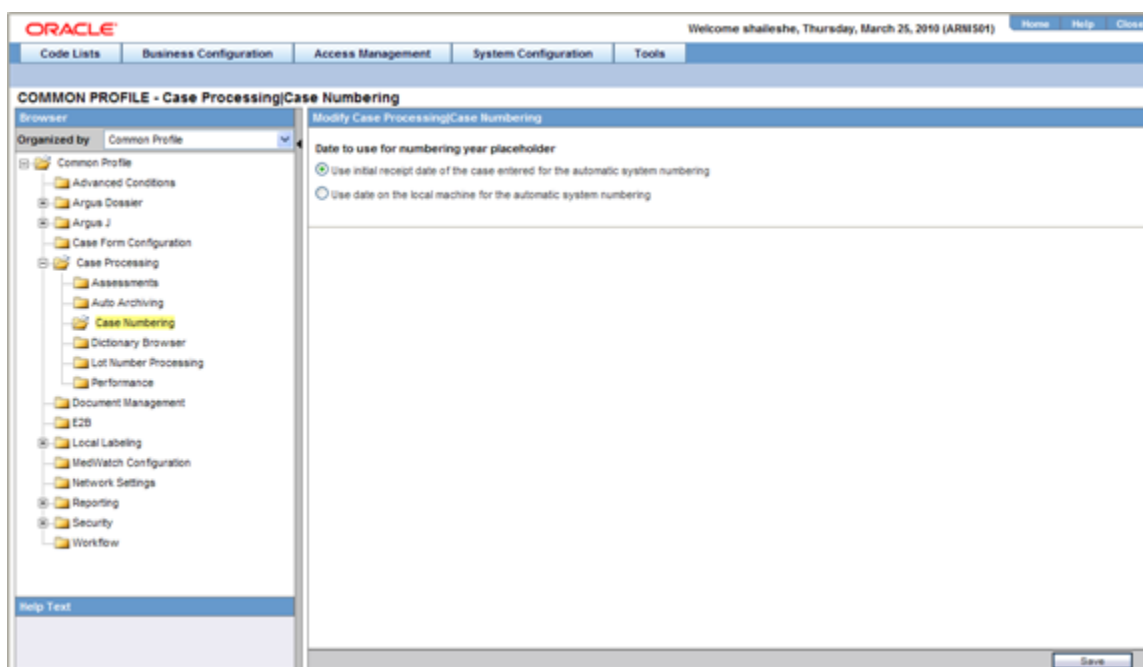 ORACLE
Welcome shaileshe, Thursday, March 25, 2010 (ARNIS01)
Home Help Close
Code Lists Business Configuration Access Management System Configuration Tools
COMMON PROFILE - Case Processing|Case Numbering
Browser
Organized by Common Profile
Common Profile
Advanced Conditions
Argus Dossier
Argus J
Case Form Configuration
Case Processing
Assessments
Auto Archiving
Case Numbering
Dictionary Browser
Lot Number Processing
Performance
Document Management
E2B
Local Labeling
MedWatch Configuration
Network Settings
Reporting
Security
Workflow
Help Text
Modify Case Processing|Case Numbering
Date to use for numbering year placeholder
Use initial receipt date of the case entered for the automatic system numbering
Use date on the local machine for the automatic system numbering
Save